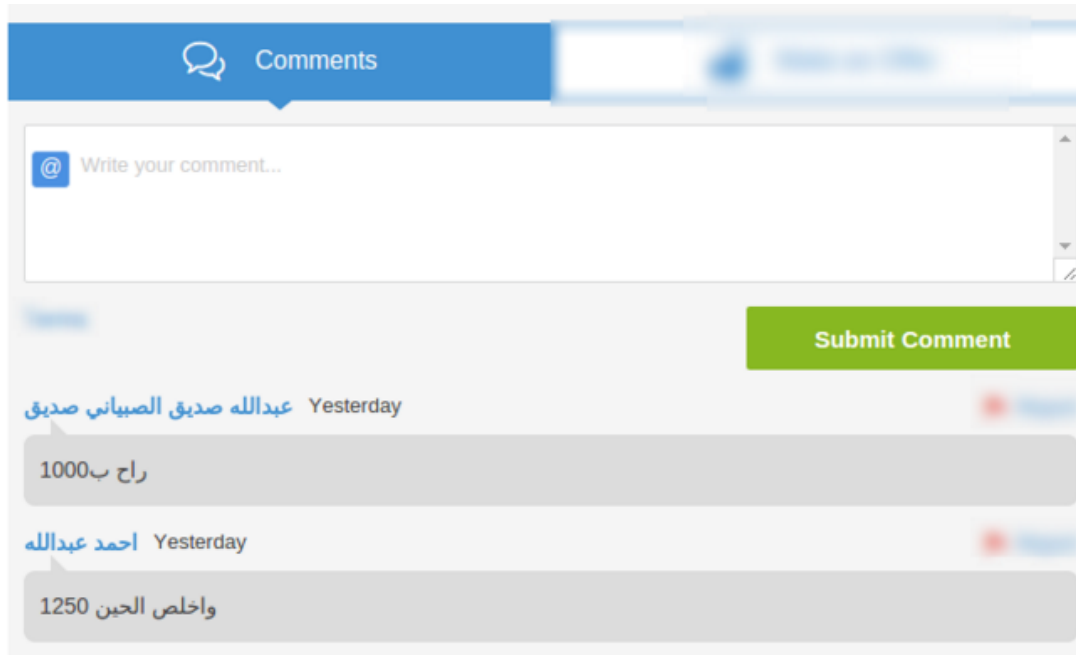 Comments
@ Write your comment...
Submit Comment
عبدالله صديق الصبياني صديق Yesterday
راح ب1000
احمد عبدالله Yesterday
واخلص الحين 1250